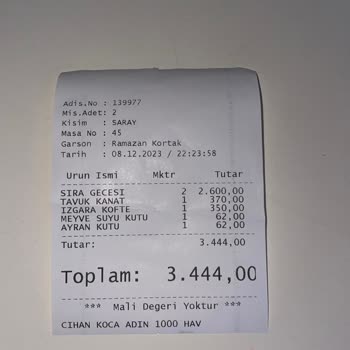 Adis.No : 139977
Mis.Adet: 2
Kisim : SARAY
Masa No : 45
Garson : Ramazan Kortak
Tarih : 08.12.2023 / 22:23:58
Urun Ismi Mktr Tutar
SIRA GECESI 2 2.600,00
TAVUK KANAT 1 370,00
IZGARA KOFTE 1 350,00
MEYVE SUYU KUTU 1 62,00
AYRAN KUTU 1 62,00
Tutar: 3.444,00
Toplam: 3.444,00
*** Mali Degeri Yoktur ***
CIHAN KOCA ADIN 1000 HAV